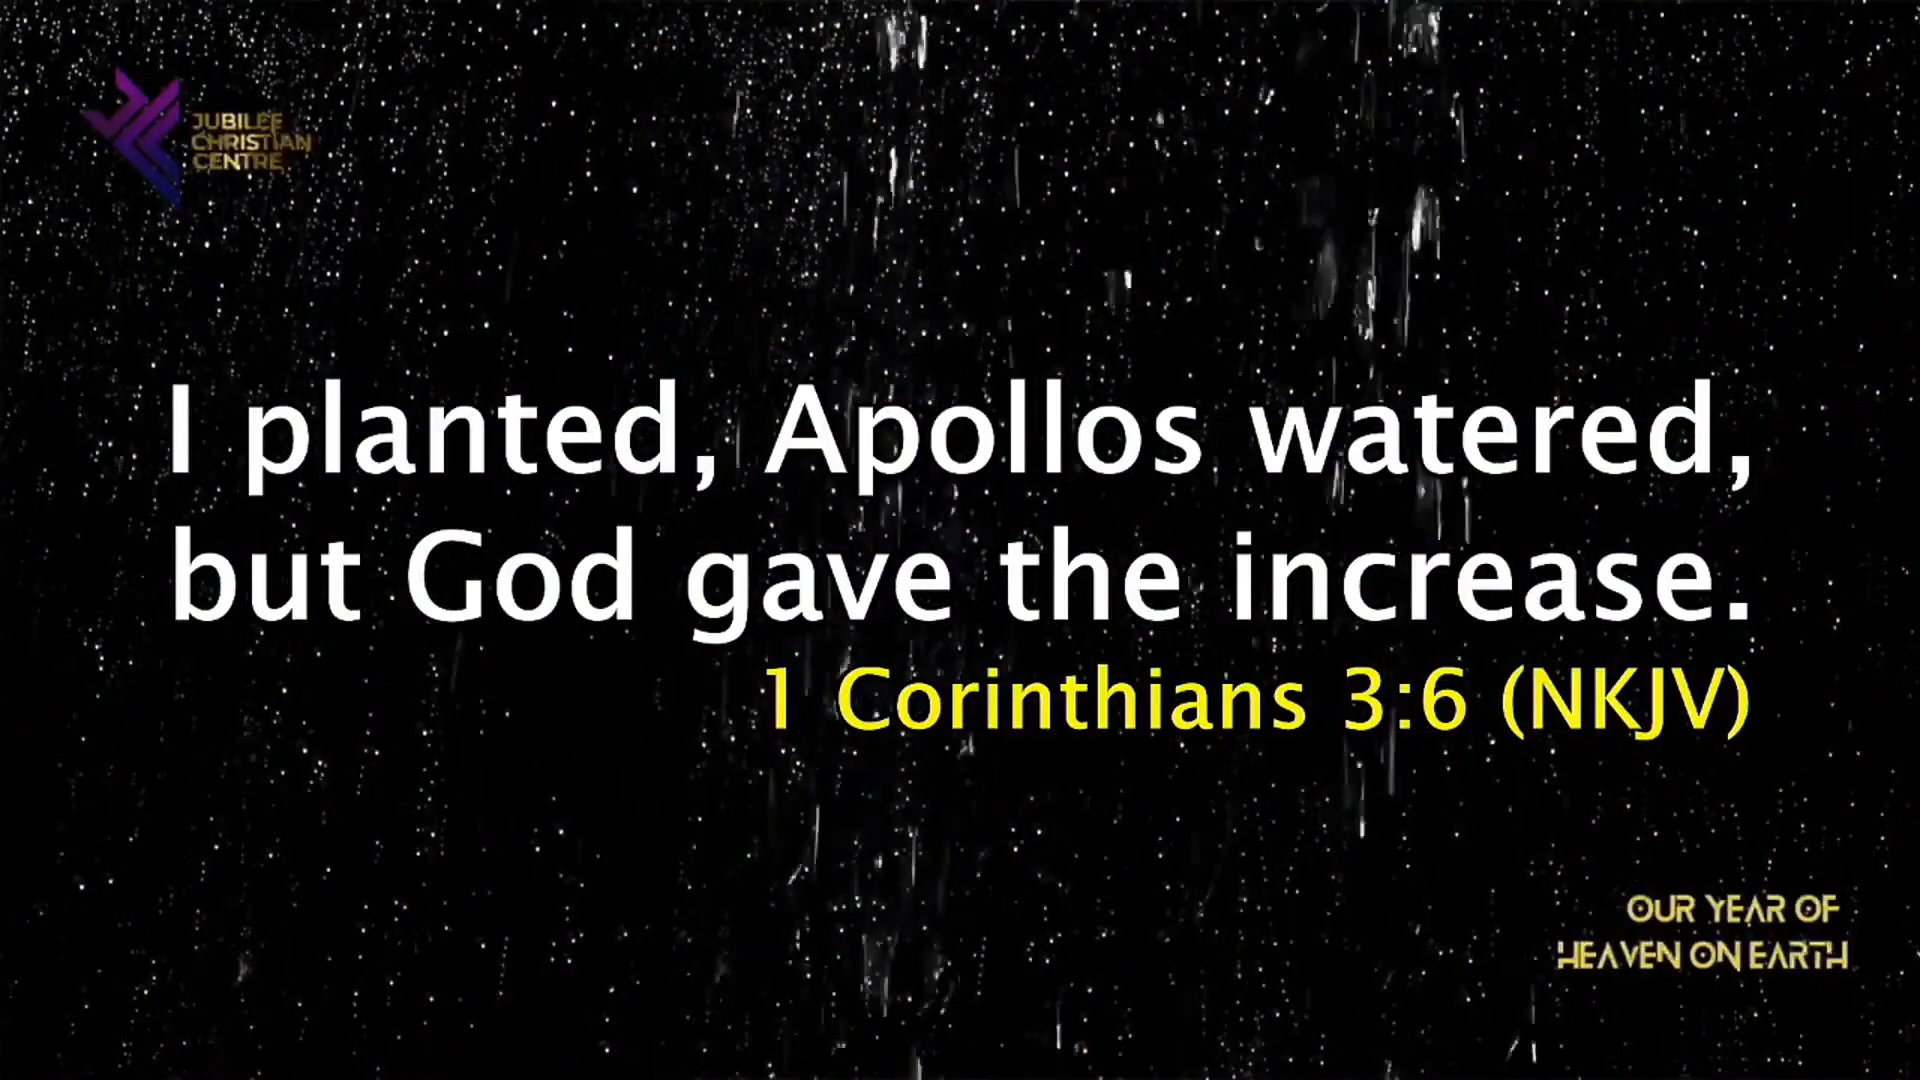 JUBILEE
CHRISTIAN
CENTRE
I planted, Apollos watered,
but God gave the increase.
1 Corinthians 3:6 (NKJV)
OUR YEAR OF
HEAVEN ON EARTH